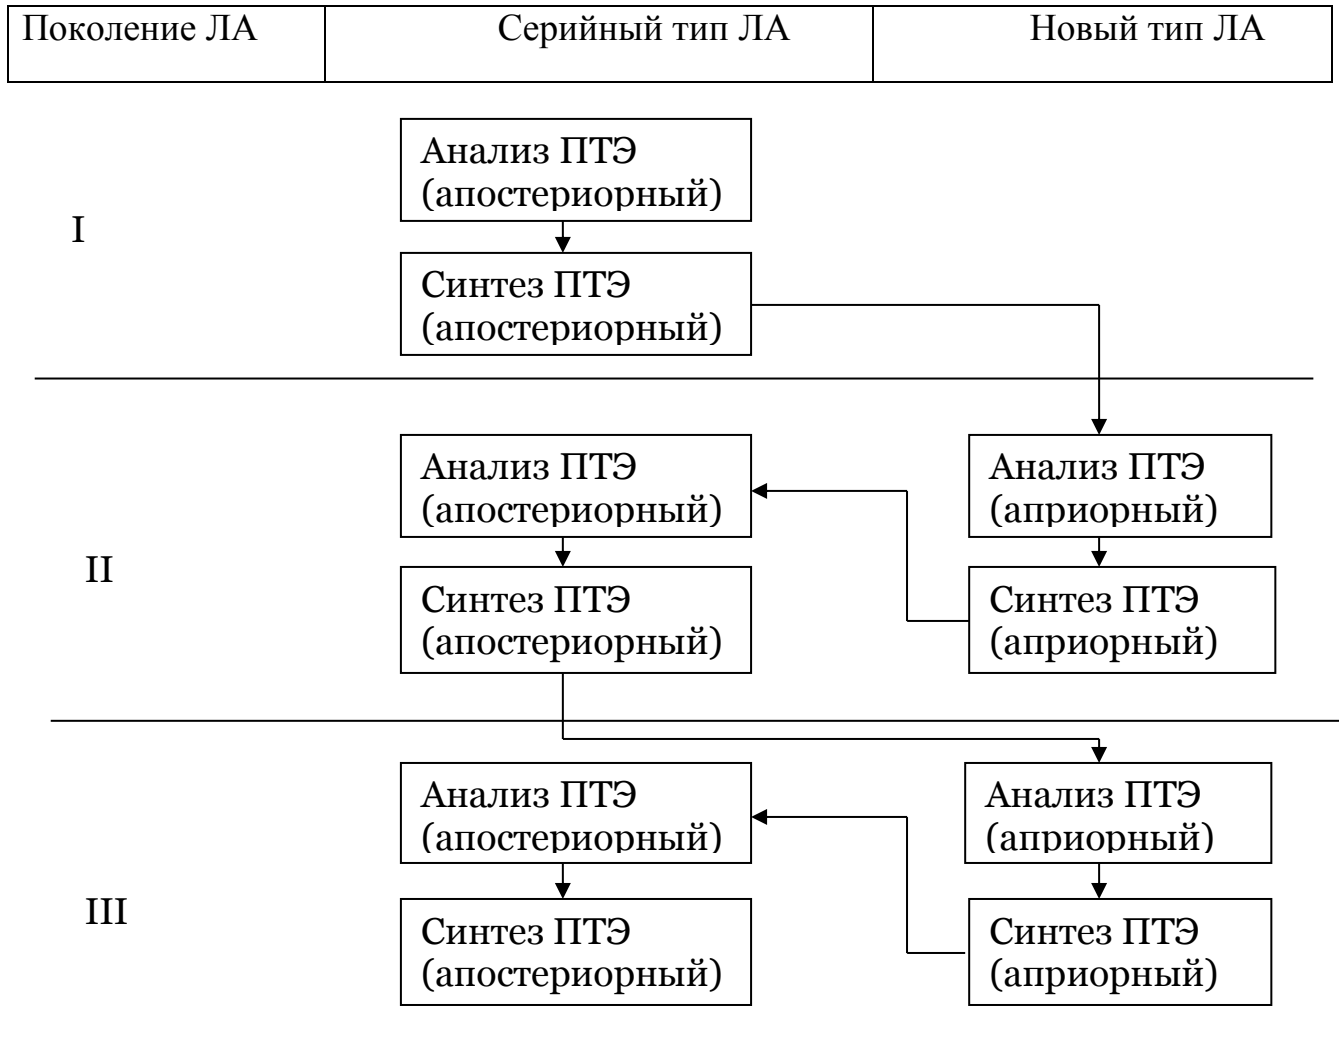 Поколение ЛА
Серийный тип ЛА
Новый тип ЛА
I
Анализ ПТЭ
(апостериорный)
Синтез ПТЭ
(апостериорный)
II
Анализ ПТЭ
(апостериорный)
Синтез ПТЭ
(апостериорный)
Анализ ПТЭ
(априорный)
Синтез ПТЭ
(априорный)
III
Анализ ПТЭ
(апостериорный)
Синтез ПТЭ
(апостериорный)
Анализ ПТЭ
(априорный)
Синтез ПТЭ
(априорный)